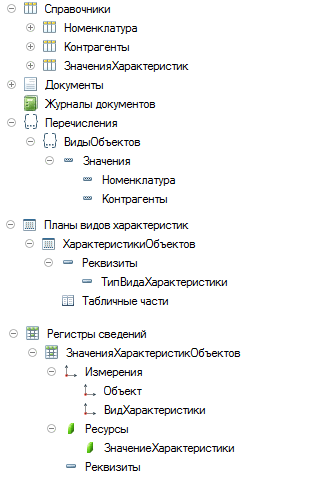 Справочники
Номенклатура
Контрагенты
ЗначенияХарактеристик
Документы
Журналы документов
Перечисления
ВидыОбъектов
Значения
Номенклатура
Контрагенты
Планы видов характеристик
ХарактеристикиОбъектов
Реквизиты
ТипВидаХарактеристики
Табличные части
Регистры сведений
ЗначенияХарактеристикОбъектов
Измерения
Объект
ВидХарактеристики
Ресурсы
ЗначениеХарактеристики
Реквизиты